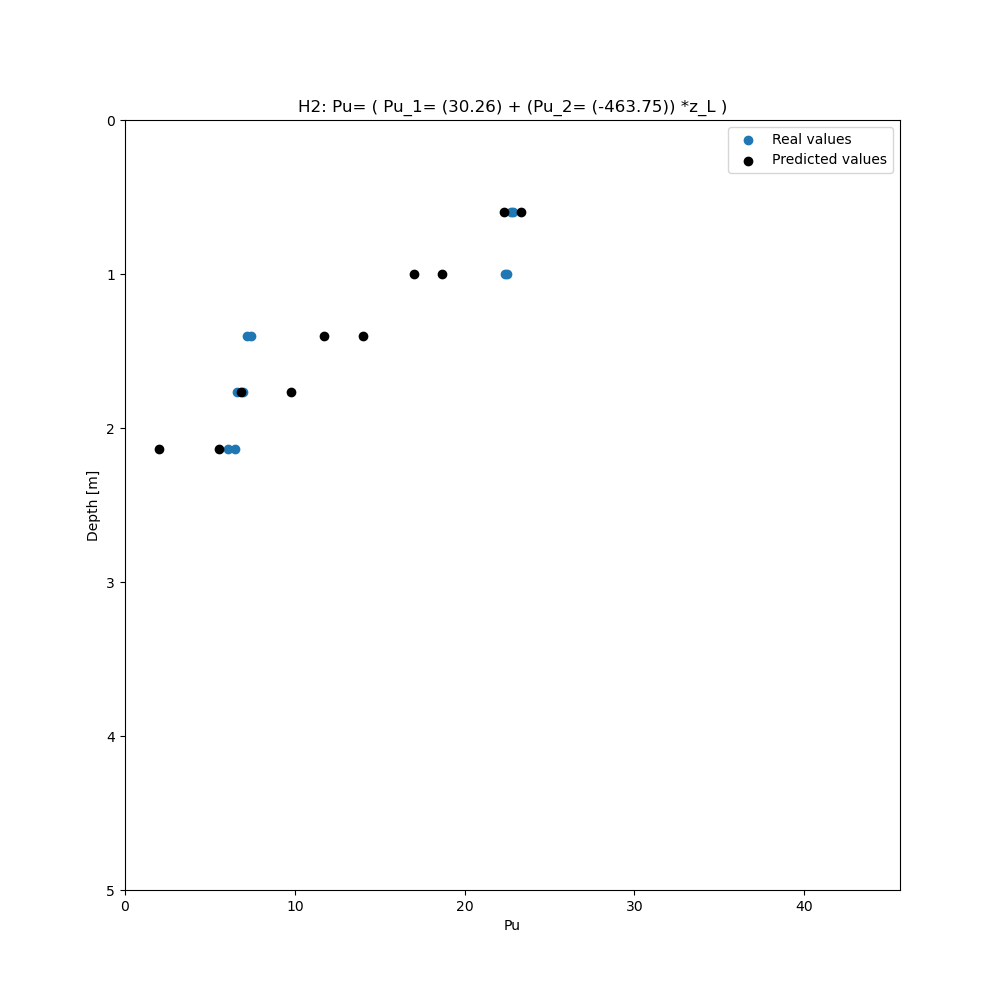 H2: Pu= ( Pu_1= (30.26) + (Pu_2= (-463.75)) *z_L )
Real values
Predicted values
0
1
2
3
4
5
Depth [m]
0
10
20
30
40
Pu